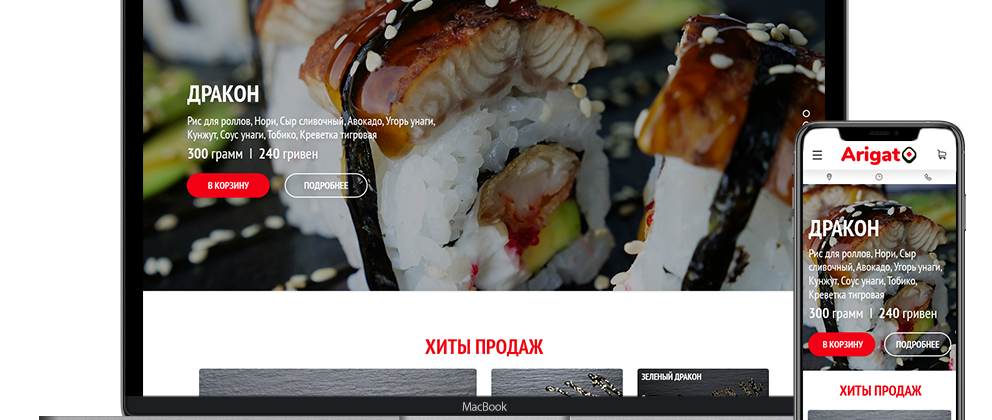 ДРАКОН
Рис для роллов, Нори, Сыр сливочный, Авокадо, Угорь унаги,
Кунжут, Соус унаги, Тобико, Креветка тигровая
300 грамм I 240 гривен
В КОРЗИНУ
ПОДРОБНЕЕ
ХИТЫ ПРОДАЖ
ЗЕЛЕНЫЙ ДРАКОН
MacBook
Arigato
ДРАКОН
Рис для роллов, Нори, Сыр
сливочный, Авокадо, Угорь унаги,
Кунжут, Соус унаги, Тобико,
Креветка тигровая
300 грамм I 240 гривен
В КОРЗИНУ
ПОДРОБНЕЕ
ХИТЫ ПРОДАЖ